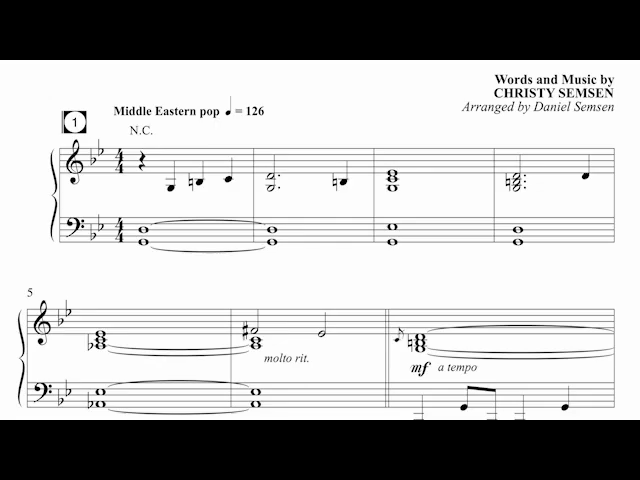 Words and Music by
CHRISTY SEMSEN
Arranged by Daniel Semsen
Middle Eastern pop ♩ = 126
1
N.C.
4
4
4
4
5
molto rit.
mf a tempo